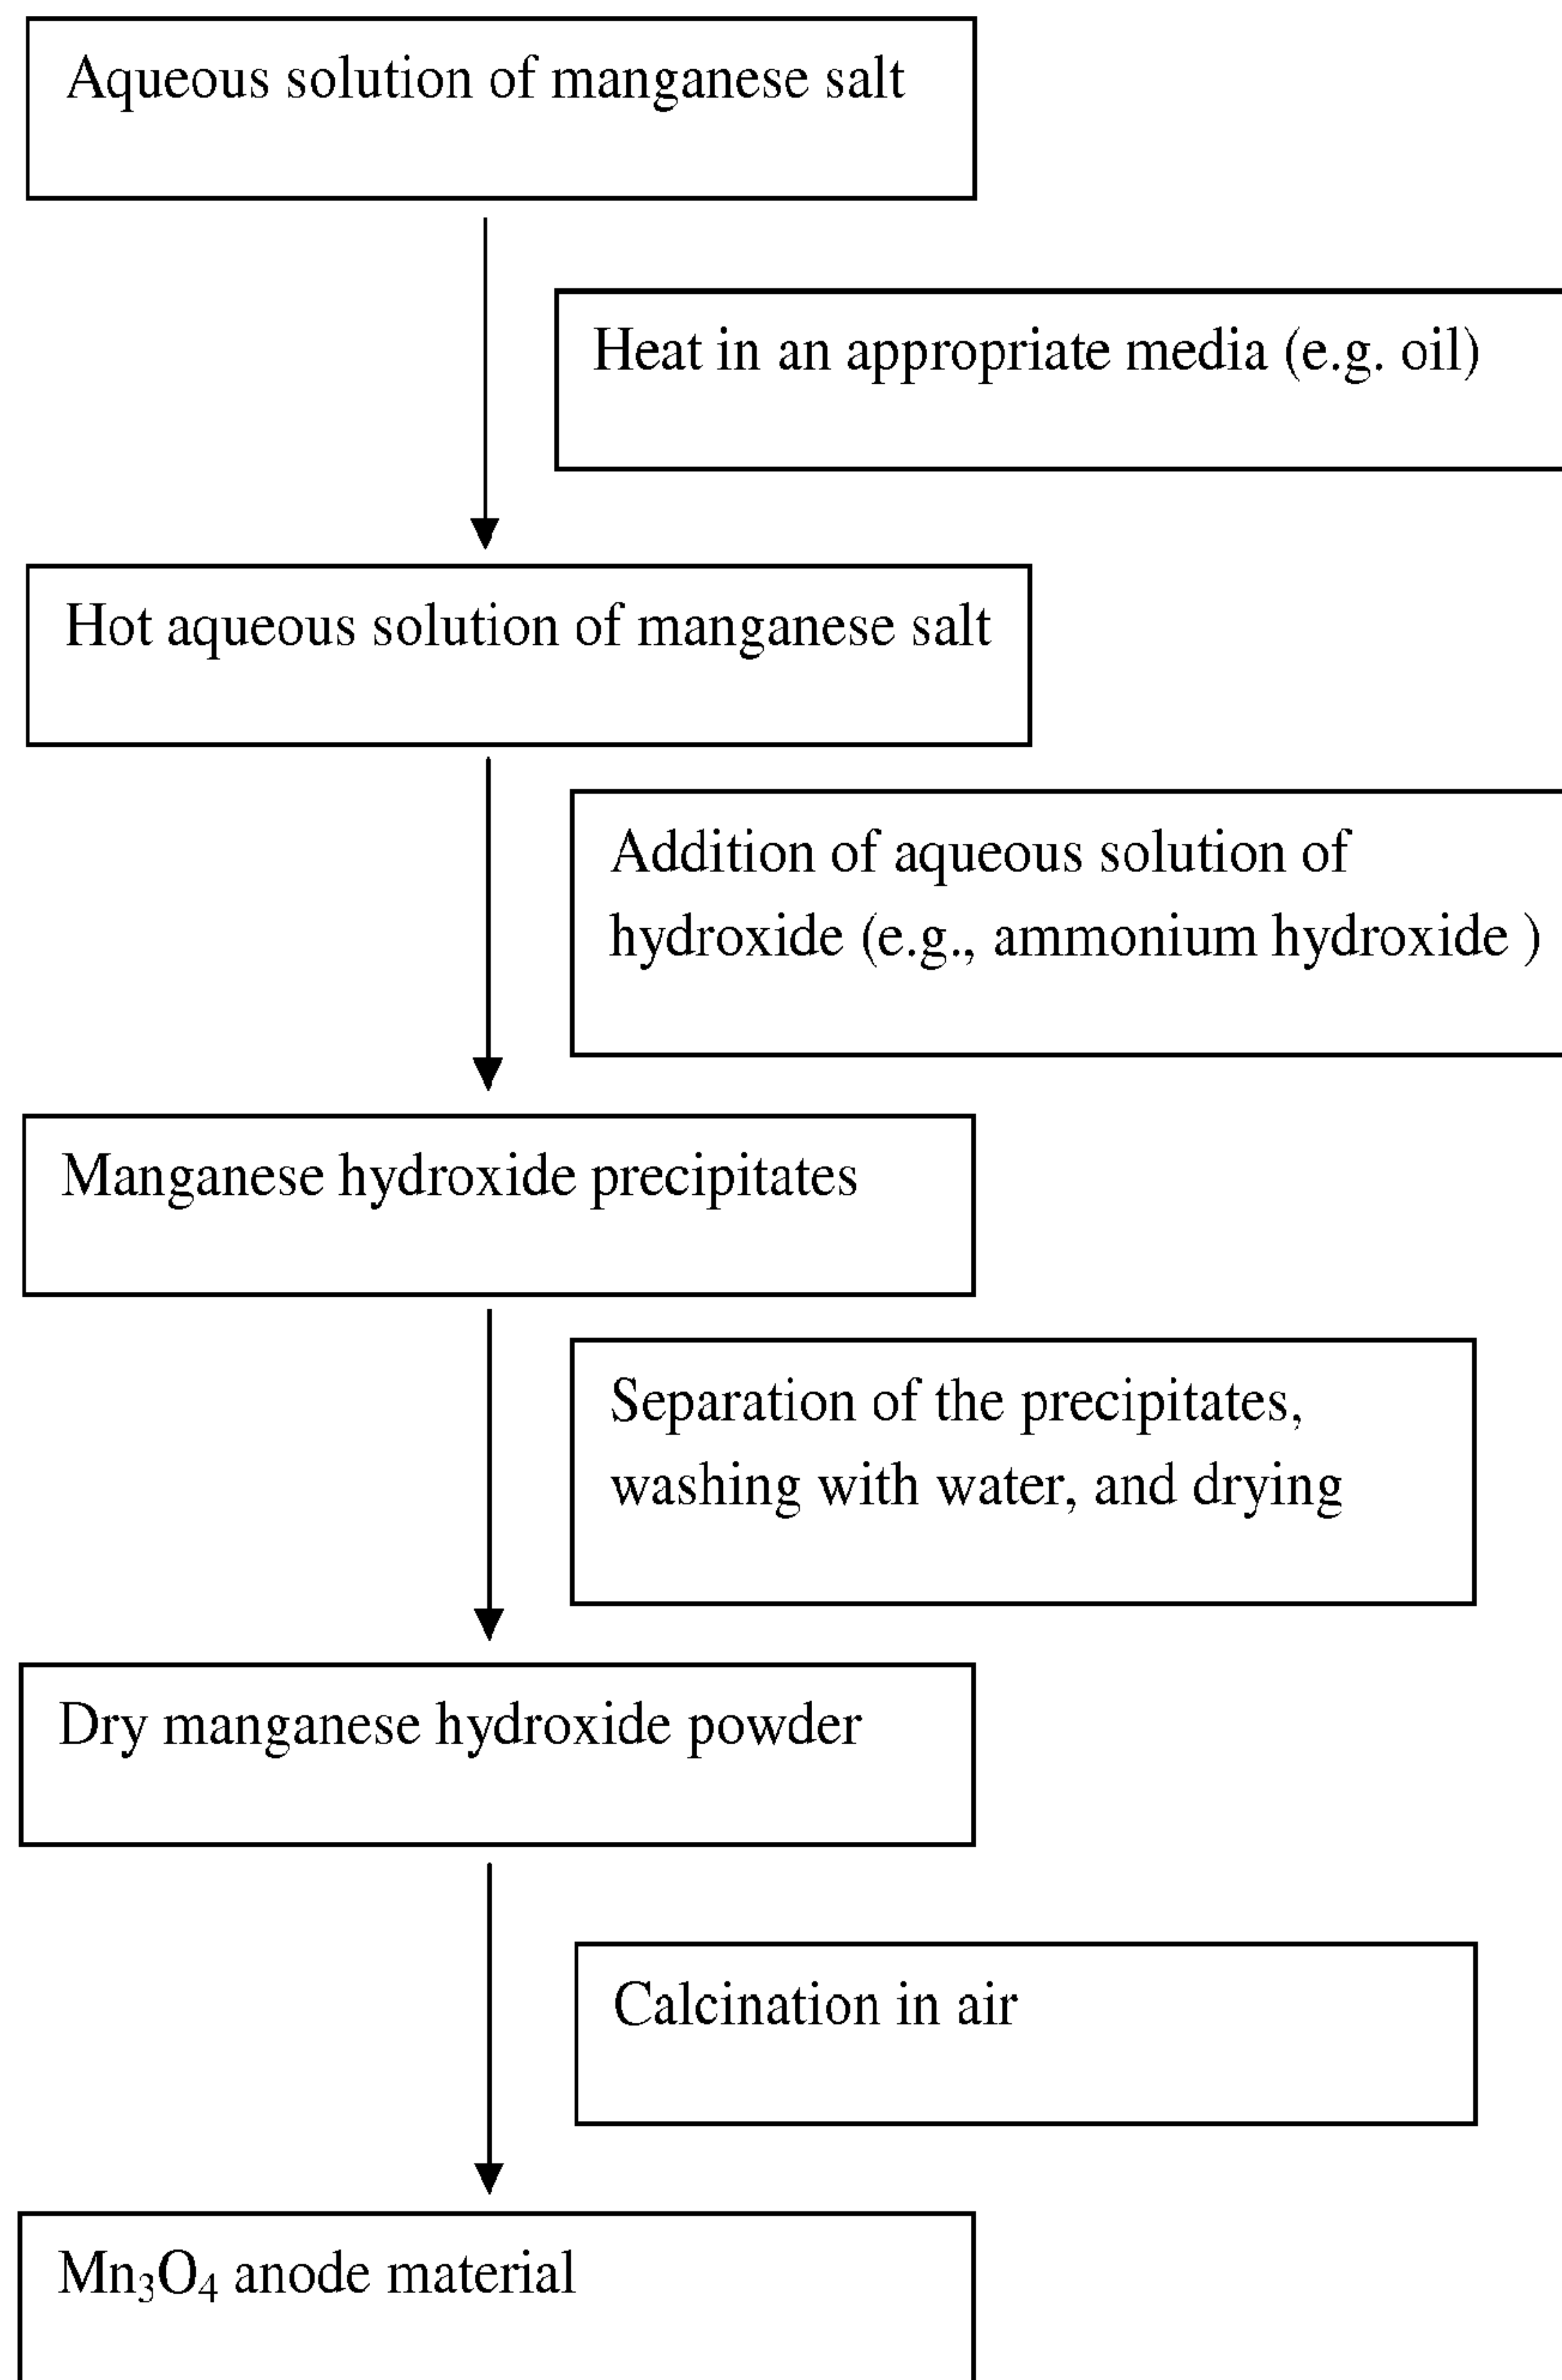 Aqueous solution of manganese salt
Heat in an appropriate media (e.g. oil)
Hot aqueous solution of manganese salt
Addition of aqueous solution of
hydroxide (e.g., ammonium hydroxide )
Manganese hydroxide precipitates
Separation of the precipitates,
washing with water, and drying
Dry manganese hydroxide powder
Calcination in air
Mn₃O₄ anode material